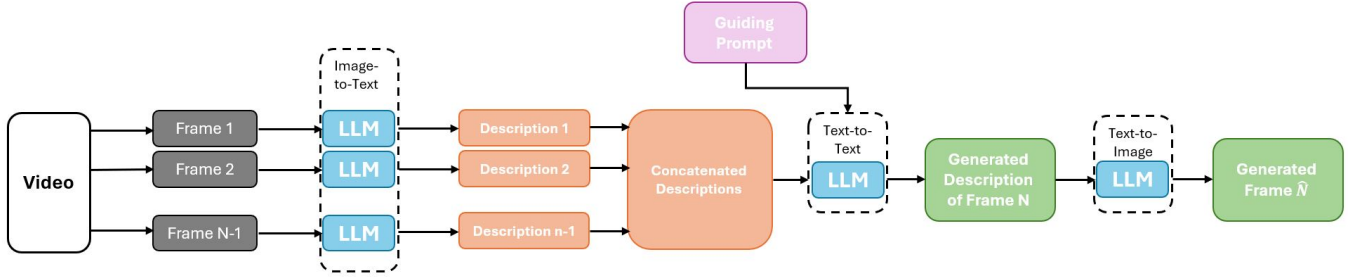 Guiding
Prompt
Image-
to-Text
Frame 1
LLM
Description 1
Text-to-
Text
Text-to-
Image
Video
Frame 2
LLM
Description 2
Concatenated
Descriptions
LLM
Generated
Description
of Frame N
LLM
Generated
Frame N̂
Frame N-1
LLM
Description n-1